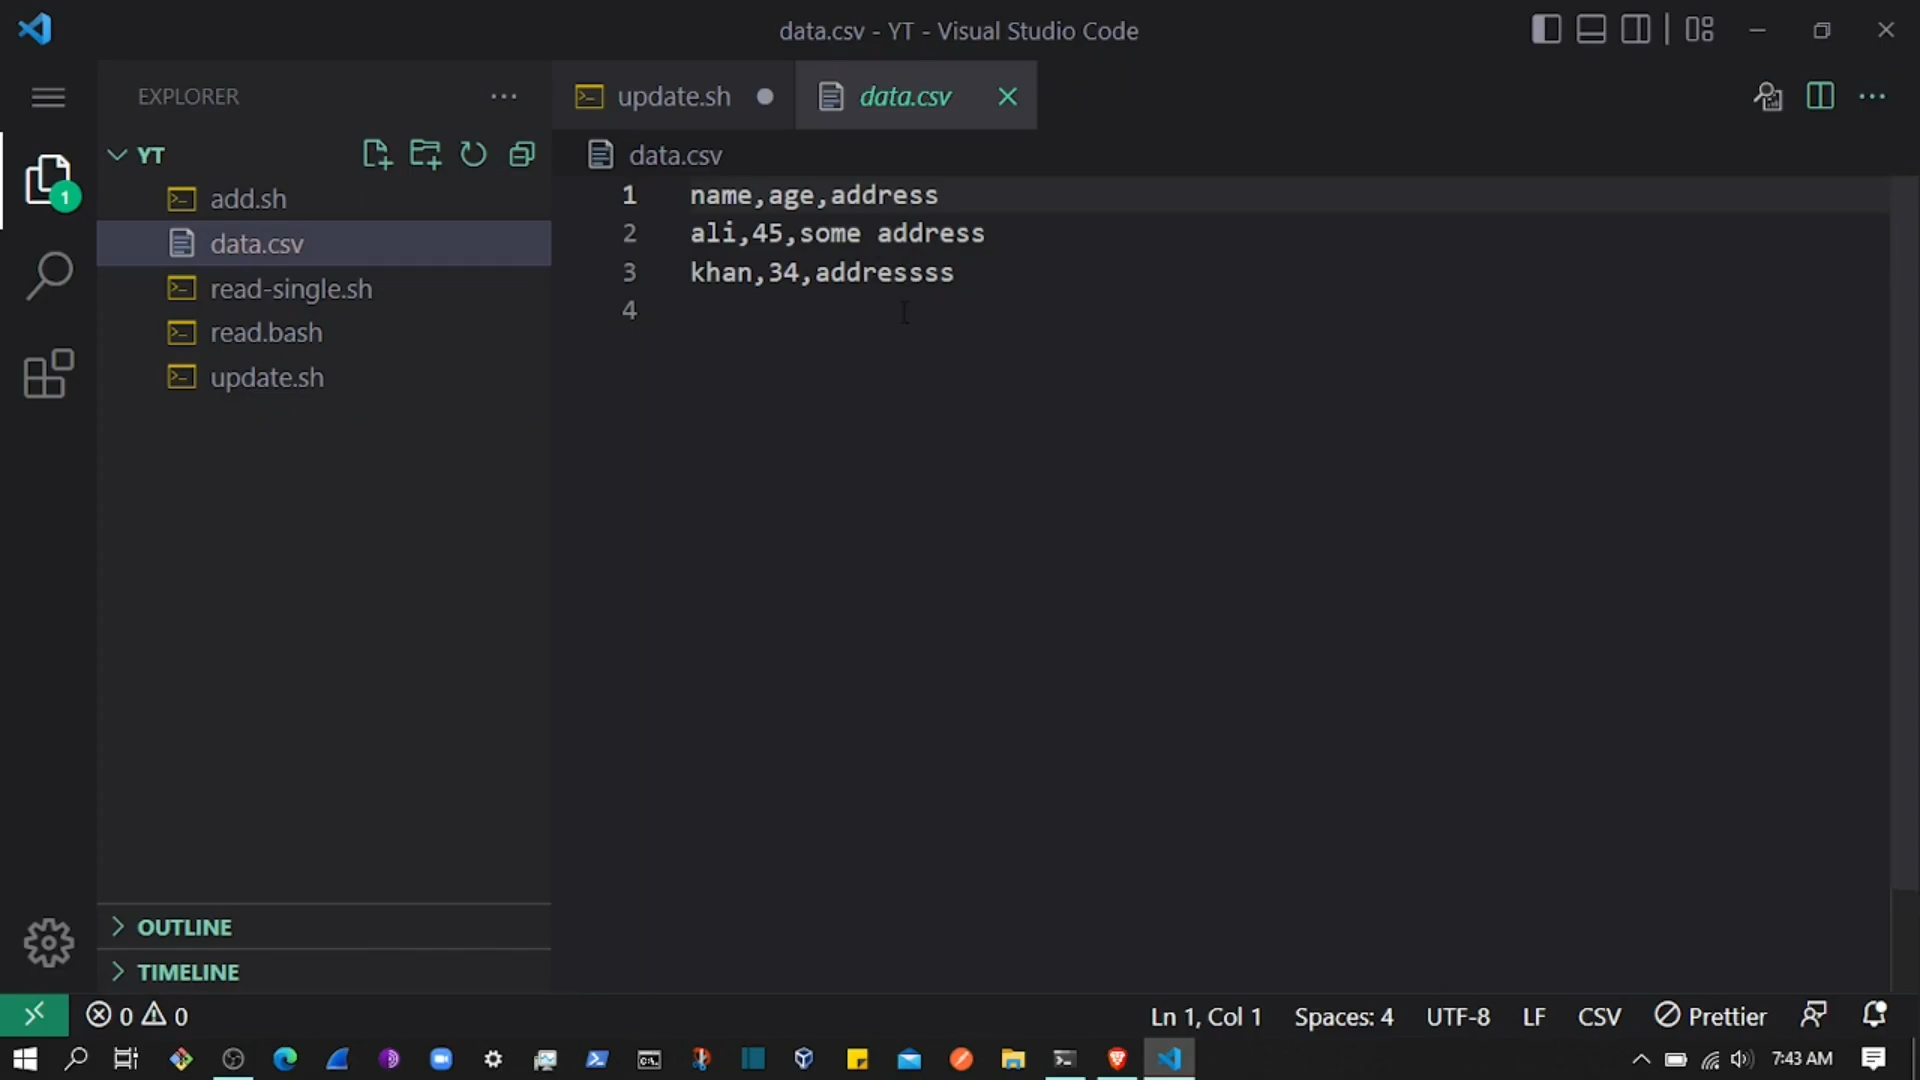 data.csv - YT - Visual Studio Code
EXPLORER
YT
add.sh
data.csv
read-single.sh
read.bash
update.sh
OUTLINE
TIMELINE
update.sh
data.csv
data.csv
1 name,age,address
2 ali,45,some address
3 khan,34,addressss
4
1
0 0
Ln 1, Col 1
Spaces: 4
UTF-8
LF
CSV
Prettier
7:43 AM